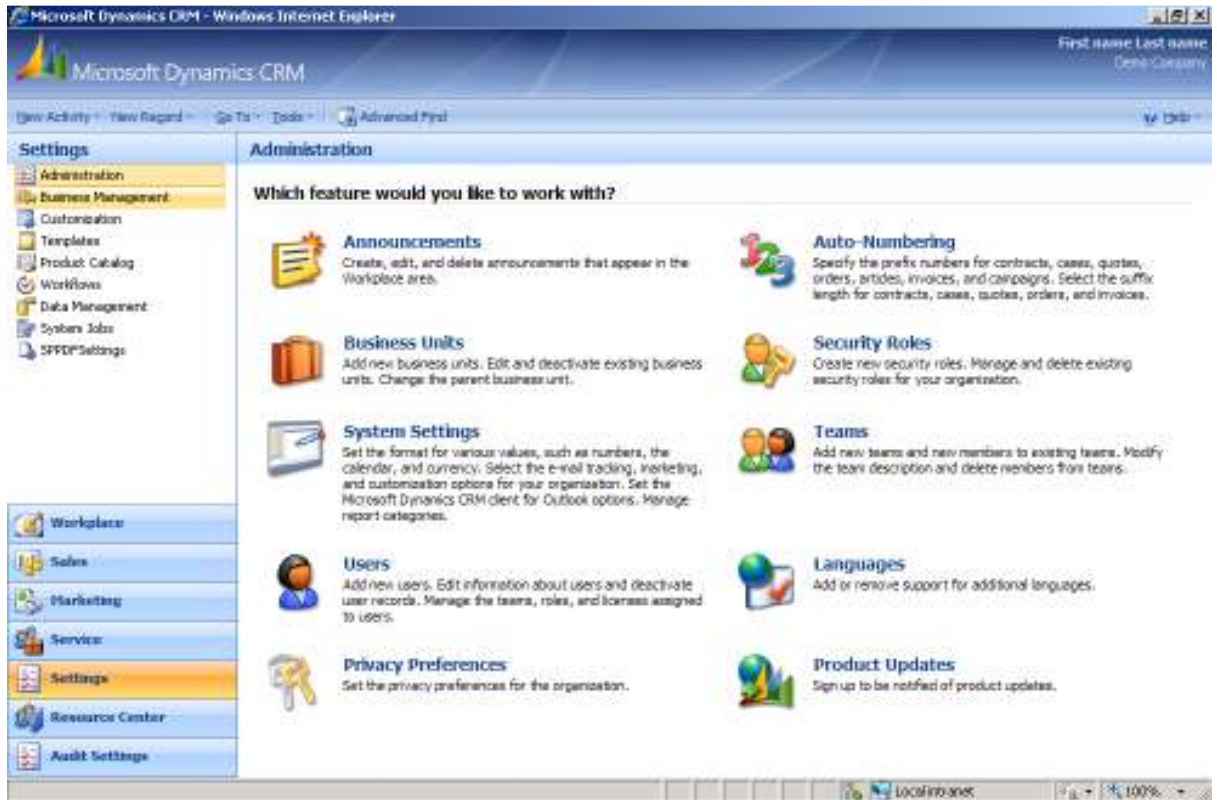 Microsoft Dynamics CRM - Windows Internet Explorer
First name Last name
Microsoft Dynamics CRM
Demo Company
New Activity New Record Go To Tools Advanced Find Help
Settings
Administration
Business Management
Customization
Templates
Product Catalog
Workflows
Data Management
System Jobs
SPPDFSettings
Workplace
Sales
Marketing
Service
Settings
Resource Center
Audit Settings
Administration
Which feature would you like to work with?
Announcements
Create, edit, and delete announcements that appear in the
Workplace area.
Auto-Numbering
Specify the prefix numbers for contracts, cases, quotes,
orders, articles, invoices, and campaigns. Select the suffix
length for contracts, cases, quotes, orders, and invoices.
Business Units
Add new business units. Edit and deactivate existing business
units. Change the parent business unit.
Security Roles
Create new security roles. Manage and delete existing
security roles for your organization.
System Settings
Set the format for various values, such as numbers, the
calendar, and currency. Select the e-mail tracking, marketing,
and customization options for your organization. Set the
Microsoft Dynamics CRM client for Outlook options. Manage
report categories.
Teams
Add new teams and new members to existing teams. Modify
the team description and delete members from teams.
Users
Add new users. Edit information about users and deactivate
user records. Manage the teams, roles, and licenses assigned
to users.
Languages
Add or remove support for additional languages.
Privacy Preferences
Set the privacy preferences for the organization.
Product Updates
Sign up to be notified of product updates.
Local intranet
100%